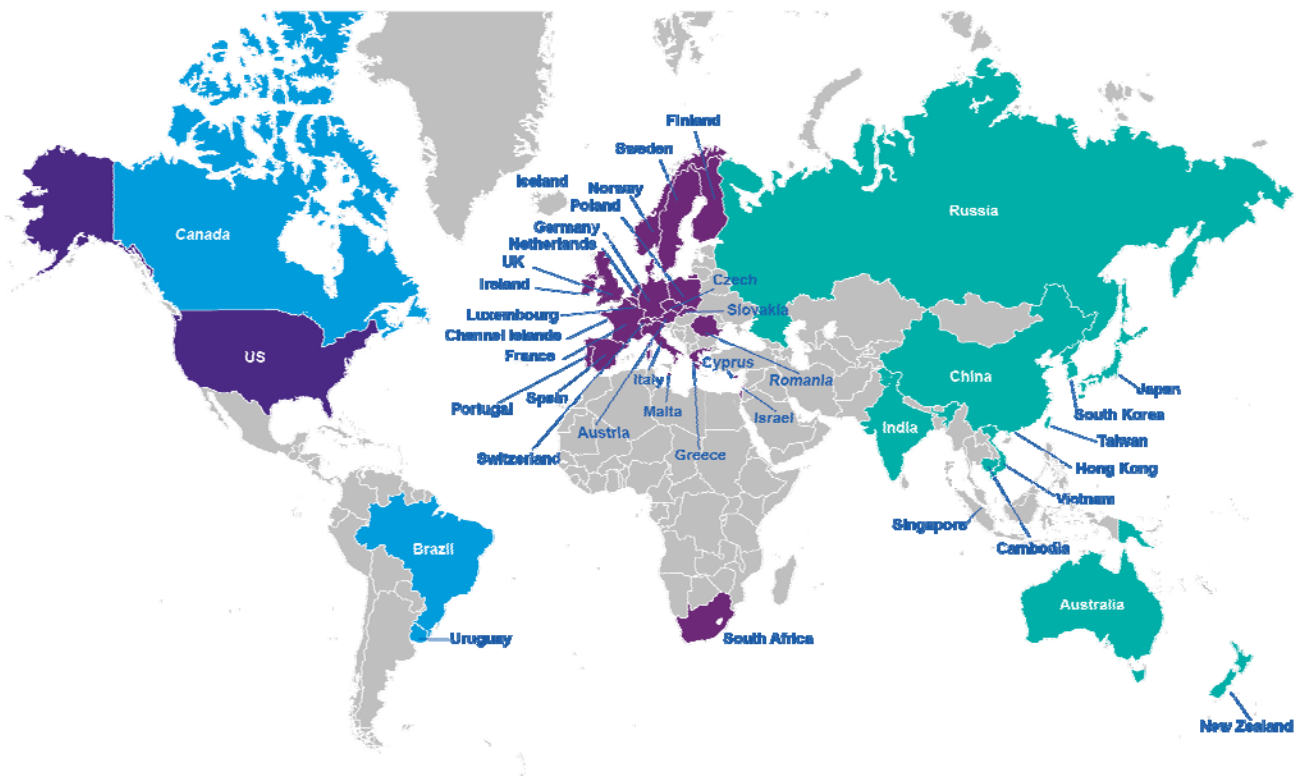 Finland
Sweden
Iceland
Norway
Poland
Germany
Netherlands
UK
Ireland
Luxembourg
Channel Islands
France
Portugal
Spain
Switzerland
Austria
Italy
Malta
Greece
Cyprus
Israel
Romania
Slovakia
Czech
Canada
US
Brazil
Uruguay
South Africa
Russia
China
India
Japan
South Korea
Taiwan
Hong Kong
Vietnam
Singapore
Cambodia
Australia
New Zealand